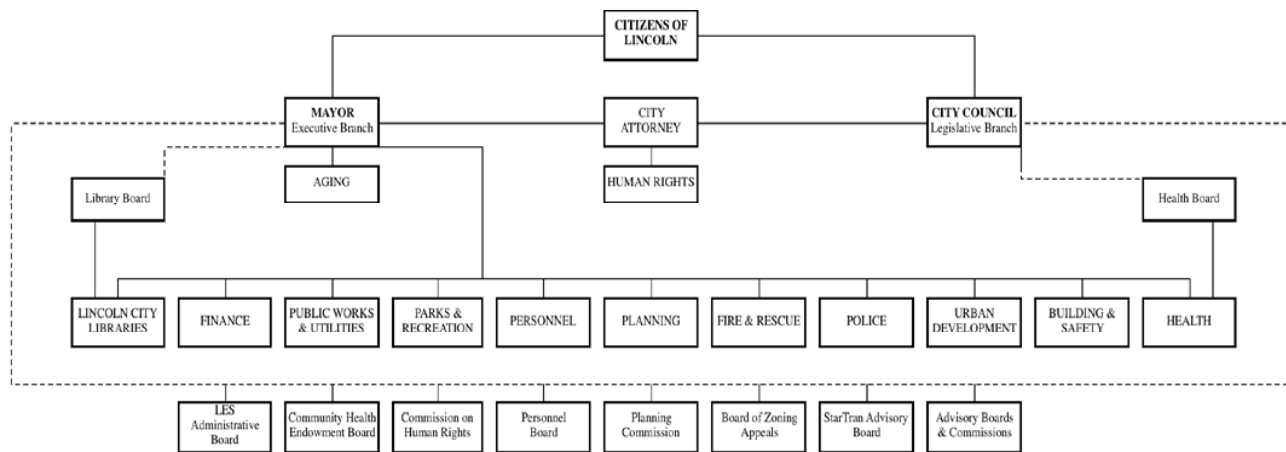 CITIZENS OF
LINCOLN
MAYOR
Executive Branch
CITY
ATTORNEY
CITY COUNCIL
Legislative Branch
AGING
HUMAN RIGHTS
Library Board
Health Board
LINCOLN CITY
LIBRARIES
FINANCE
PUBLIC WORKS
& UTILITIES
PARKS &
RECREATION
PERSONNEL
PLANNING
FIRE & RESCUE
POLICE
URBAN
DEVELOPMENT
BUILDING &
SAFETY
HEALTH
LES
Administrative
Board
Community Health
Endowment Board
Commission on
Human Rights
Personnel
Board
Planning
Commission
Board of Zoning
Appeals
StarTran Advisory
Board
Advisory Boards
& Commissions